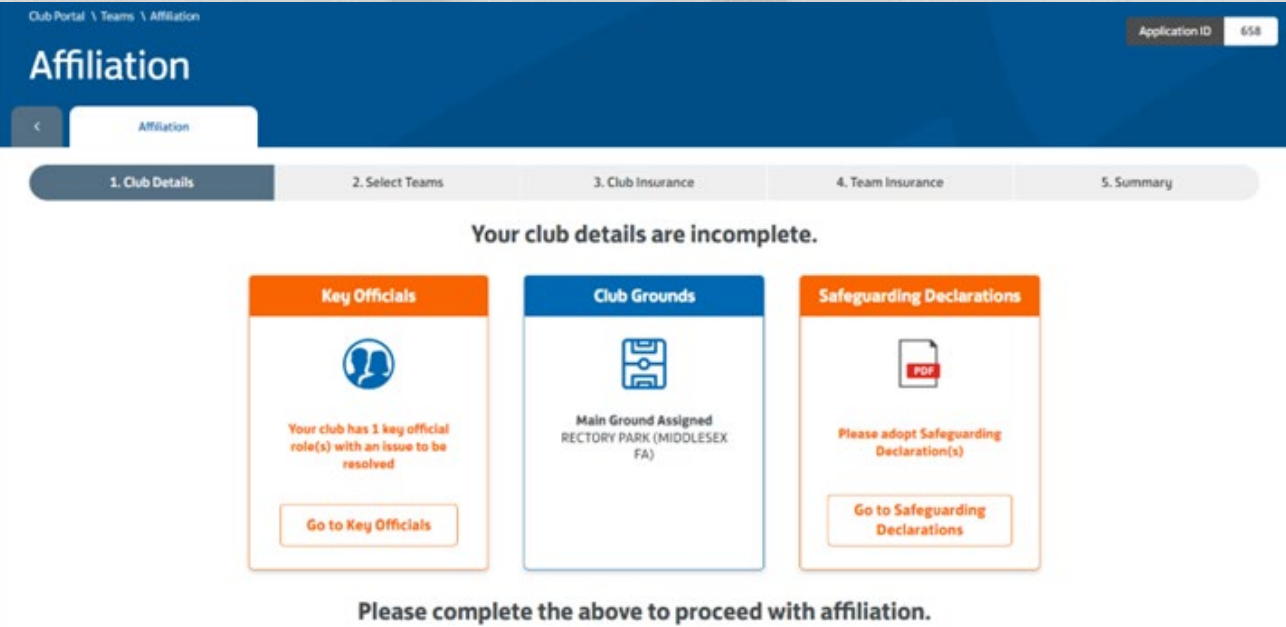 Club Portal \ Teams \ Affiliation
Application ID 658
Affiliation
< Affiliation
1. Club Details 2. Select Teams 3. Club Insurance 4. Team Insurance 5. Summary
Your club details are incomplete.
Key Officials
Your club has 1 key official
role(s) with an issue to be
resolved
Go to Key Officials
Club Grounds
Main Ground Assigned
RECTORY PARK (MIDDLESEX
FA)
Safeguarding Declarations
PDF
Please adopt Safeguarding
Declaration(s)
Go to Safeguarding
Declarations
Please complete the above to proceed with affiliation.